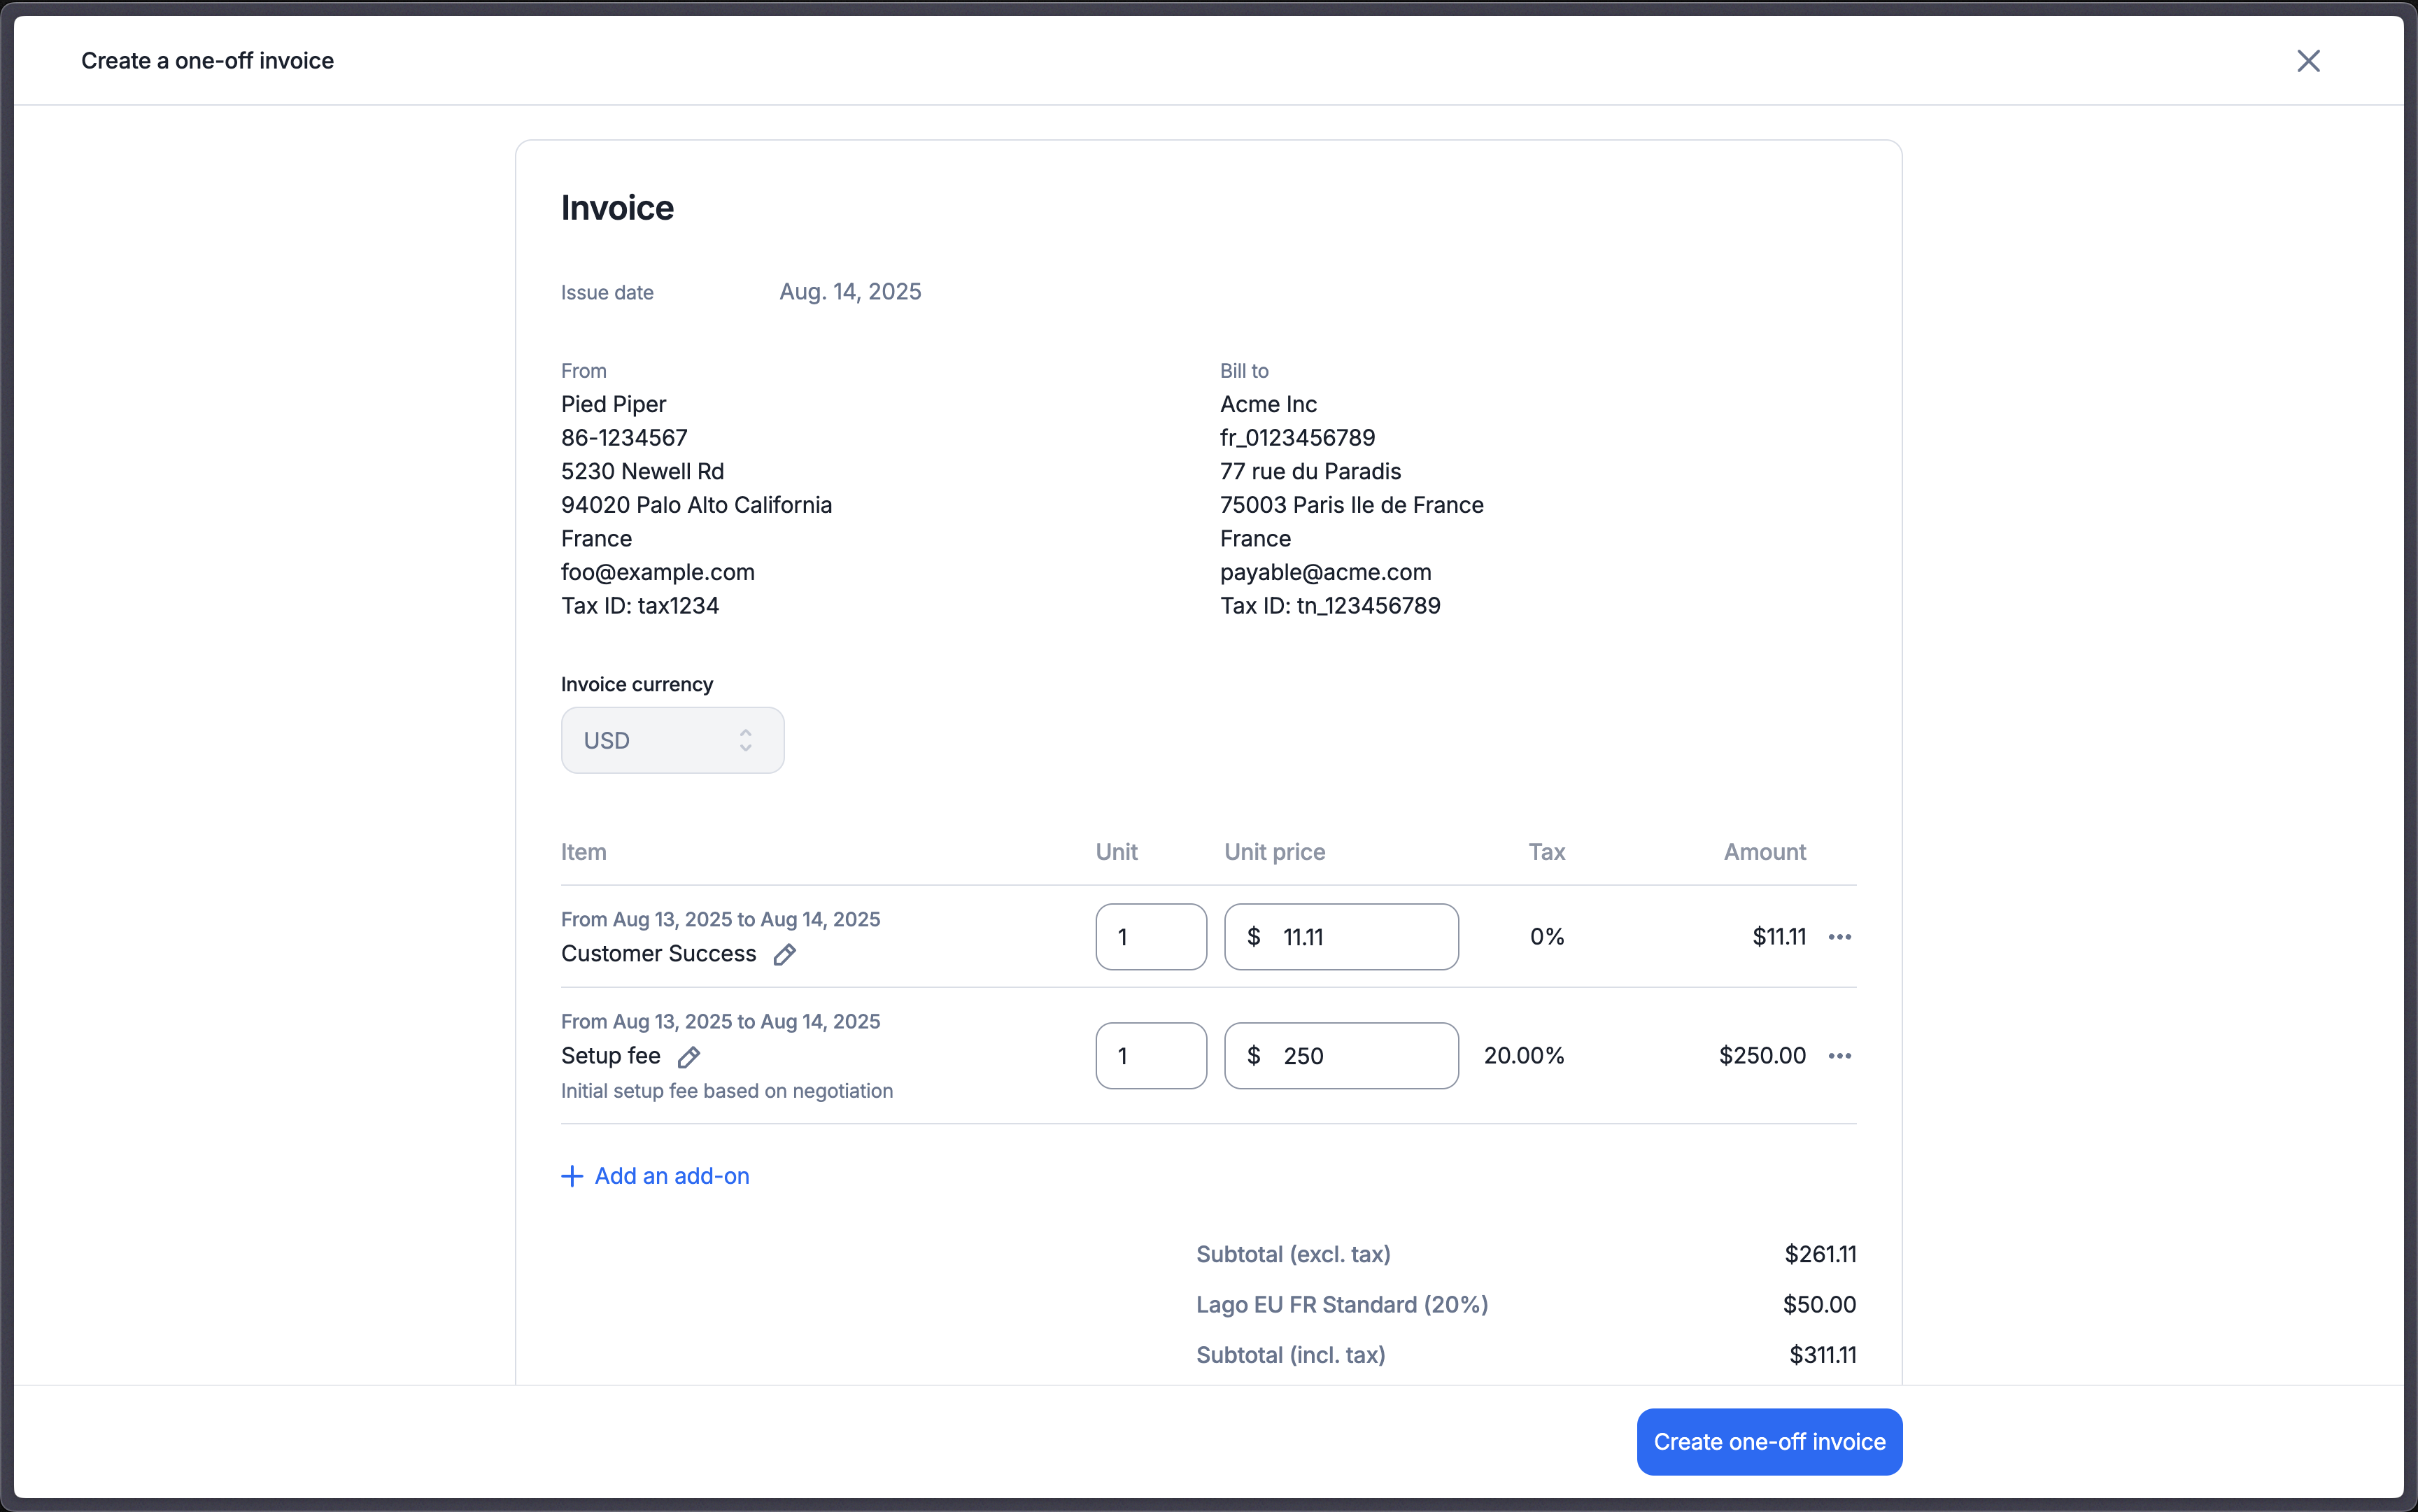 Create a one-off invoice
Invoice
Issue date Aug. 14, 2025
From
Pied Piper
86-1234567
5230 Newell Rd
94020 Palo Alto California
France
foo@example.com
Tax ID: tax1234
Bill to
Acme Inc
fr_0123456789
77 rue du Paradis
75003 Paris Ile de France
France
payable@acme.com
Tax ID: tn_123456789
Invoice currency
USD
Item Unit Unit price Tax Amount
From Aug 13, 2025 to Aug 14, 2025
Customer Success 1 $ 11.11 0% $11.11
From Aug 13, 2025 to Aug 14, 2025
Setup fee 1 $ 250 20.00% $250.00
Initial setup fee based on negotiation
Add an add-on
Subtotal (excl. tax) $261.11
Lago EU FR Standard (20%) $50.00
Subtotal (incl. tax) $311.11
Create one-off invoice